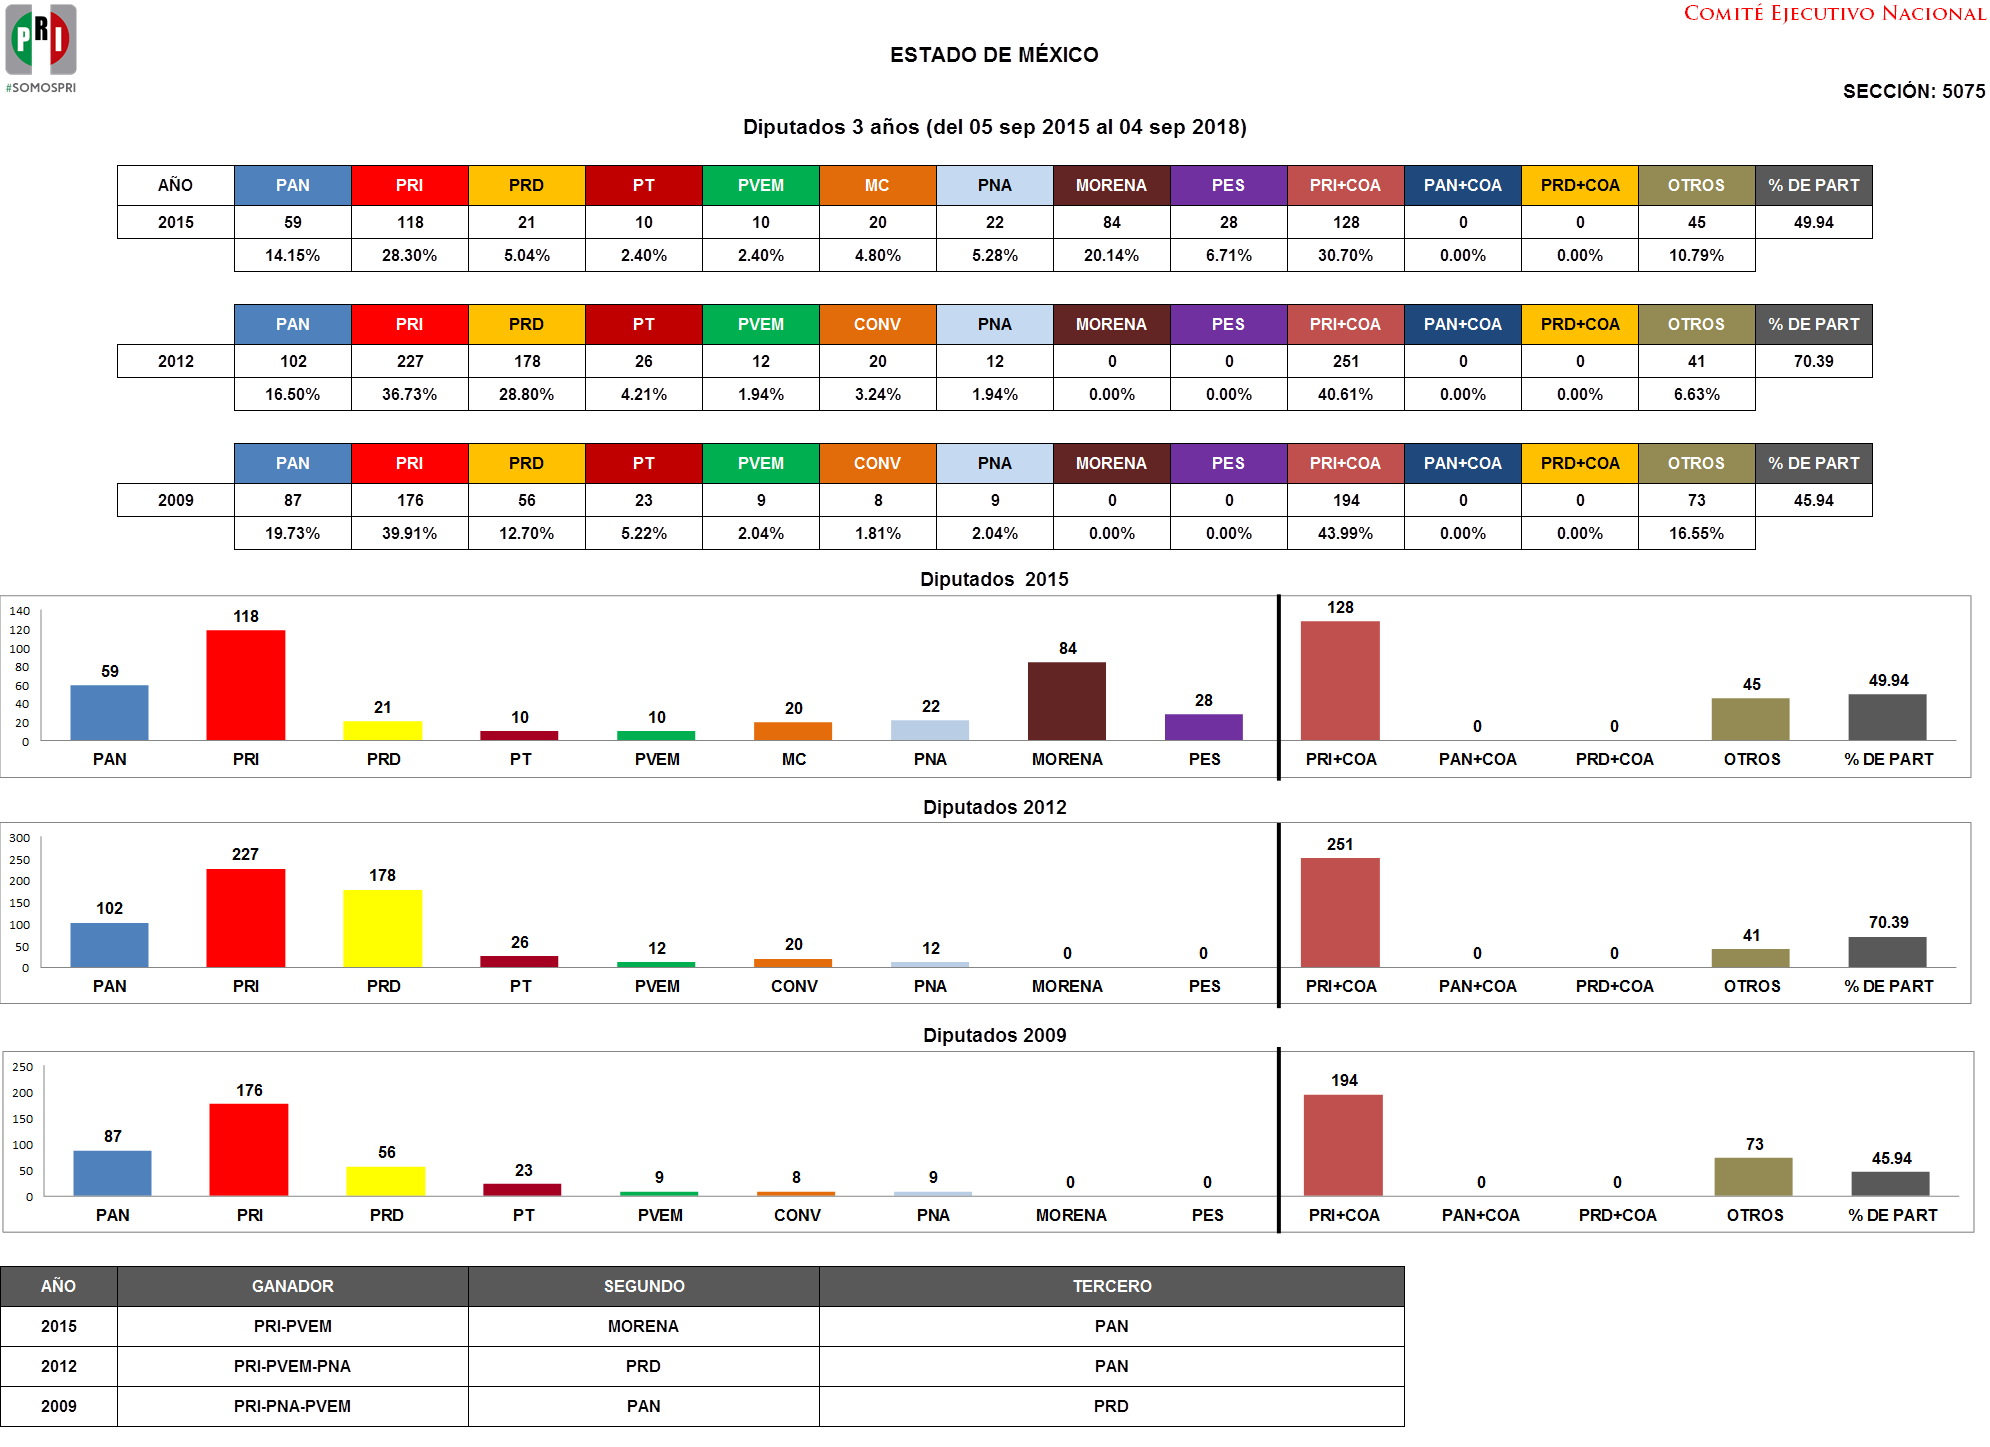 PRI
#SOMOSPRI
COMITÉ EJECUTIVO NACIONAL
ESTADO DE MÉXICO
SECCIÓN: 5075
Diputados 3 años (del 05 sep 2015 al 04 sep 2018)
AÑO PAN PRI PRD PT PVEM MC PNA MORENA PES PRI+COA PAN+COA PRD+COA OTROS % DE PART
2015 59 118 21 10 10 20 22 84 28 128 0 0 45 49.94
14.15% 28.30% 5.04% 2.40% 2.40% 4.80% 5.28% 20.14% 6.71% 30.70% 0.00% 0.00% 10.79%
PAN PRI PRD PT PVEM CONV PNA MORENA PES PRI+COA PAN+COA PRD+COA OTROS % DE PART
2012 102 227 178 26 12 20 12 0 0 251 0 0 41 70.39
16.50% 36.73% 28.80% 4.21% 1.94% 3.24% 1.94% 0.00% 0.00% 40.61% 0.00% 0.00% 6.63%
PAN PRI PRD PT PVEM CONV PNA MORENA PES PRI+COA PAN+COA PRD+COA OTROS % DE PART
2009 87 176 56 23 9 8 9 0 0 194 0 0 73 45.94
19.73% 39.91% 12.70% 5.22% 2.04% 1.81% 2.04% 0.00% 0.00% 43.99% 0.00% 0.00% 16.55%
Diputados 2015
140
120
100
80
60
40
20
0
59 118 21 10 10 20 22 84 28 128 0 0 45 49.94
PAN PRI PRD PT PVEM MC PNA MORENA PES PRI+COA PAN+COA PRD+COA OTROS % DE PART
Diputados 2012
300
250
200
150
100
50
0
102 227 178 26 12 20 12 0 0 251 0 0 41 70.39
PAN PRI PRD PT PVEM CONV PNA MORENA PES PRI+COA PAN+COA PRD+COA OTROS % DE PART
Diputados 2009
250
200
150
100
50
0
87 176 56 23 9 8 9 0 0 194 0 0 73 45.94
PAN PRI PRD PT PVEM CONV PNA MORENA PES PRI+COA PAN+COA PRD+COA OTROS % DE PART
AÑO GANADOR SEGUNDO TERCERO
2015 PRI-PVEM MORENA PAN
2012 PRI-PVEM-PNA PRD PAN
2009 PRI-PNA-PVEM PAN PRD